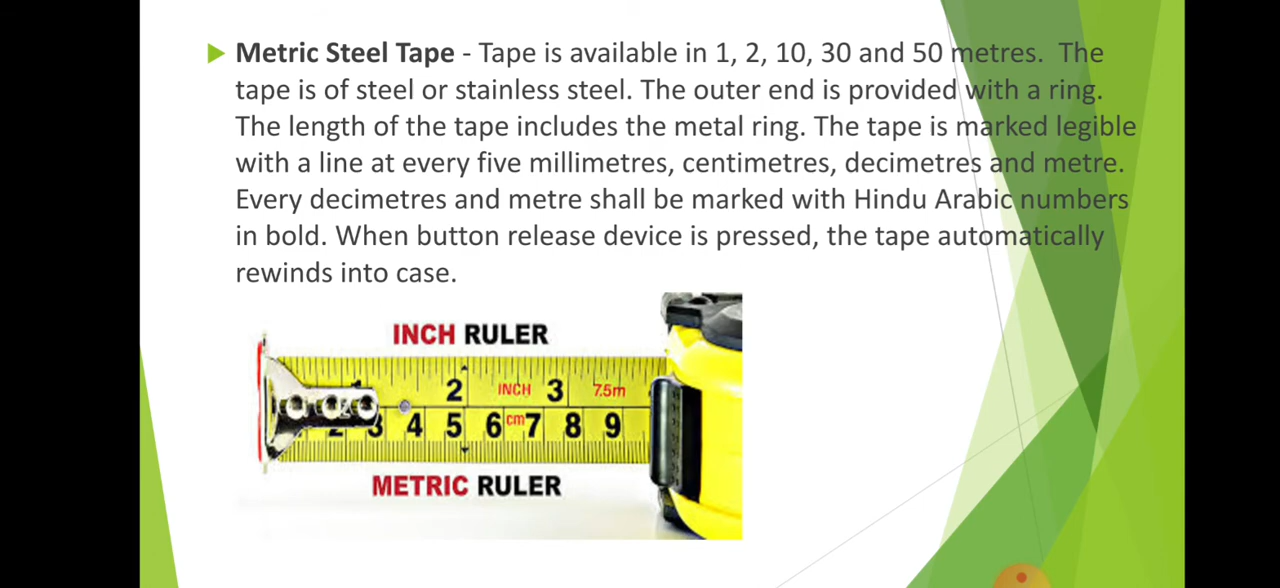 Metric Steel Tape - Tape is available in 1, 2, 10, 30 and 50 metres. The
tape is of steel or stainless steel. The outer end is provided with a ring.
The length of the tape includes the metal ring. The tape is marked legible
with a line at every five millimetres, centimetres, decimetres and metre.
Every decimetres and metre shall be marked with Hindu Arabic numbers
in bold. When button release device is pressed, the tape automatically
rewinds into case.
INCH RULER
2 INCH 3 7.5m
2 3 4 5 6 cm 7 8 9
METRIC RULER